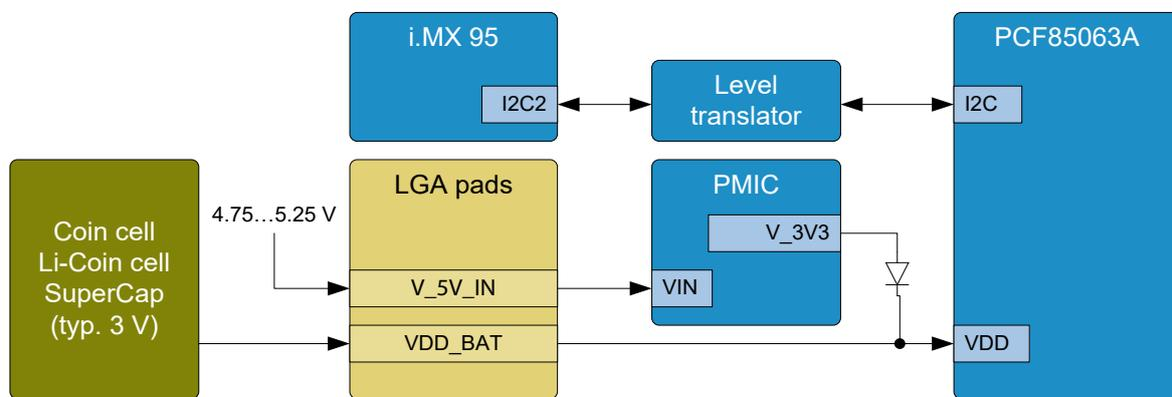 i.MX 95
PCF85063A
I2C2
Level
translator
I2C
LGA pads
PMIC
4.75…5.25 V
V_3V3
Coin cell
Li-Coin cell
SuperCap
(typ. 3 V)
V_5V_IN
VIN
VDD_BAT
VDD